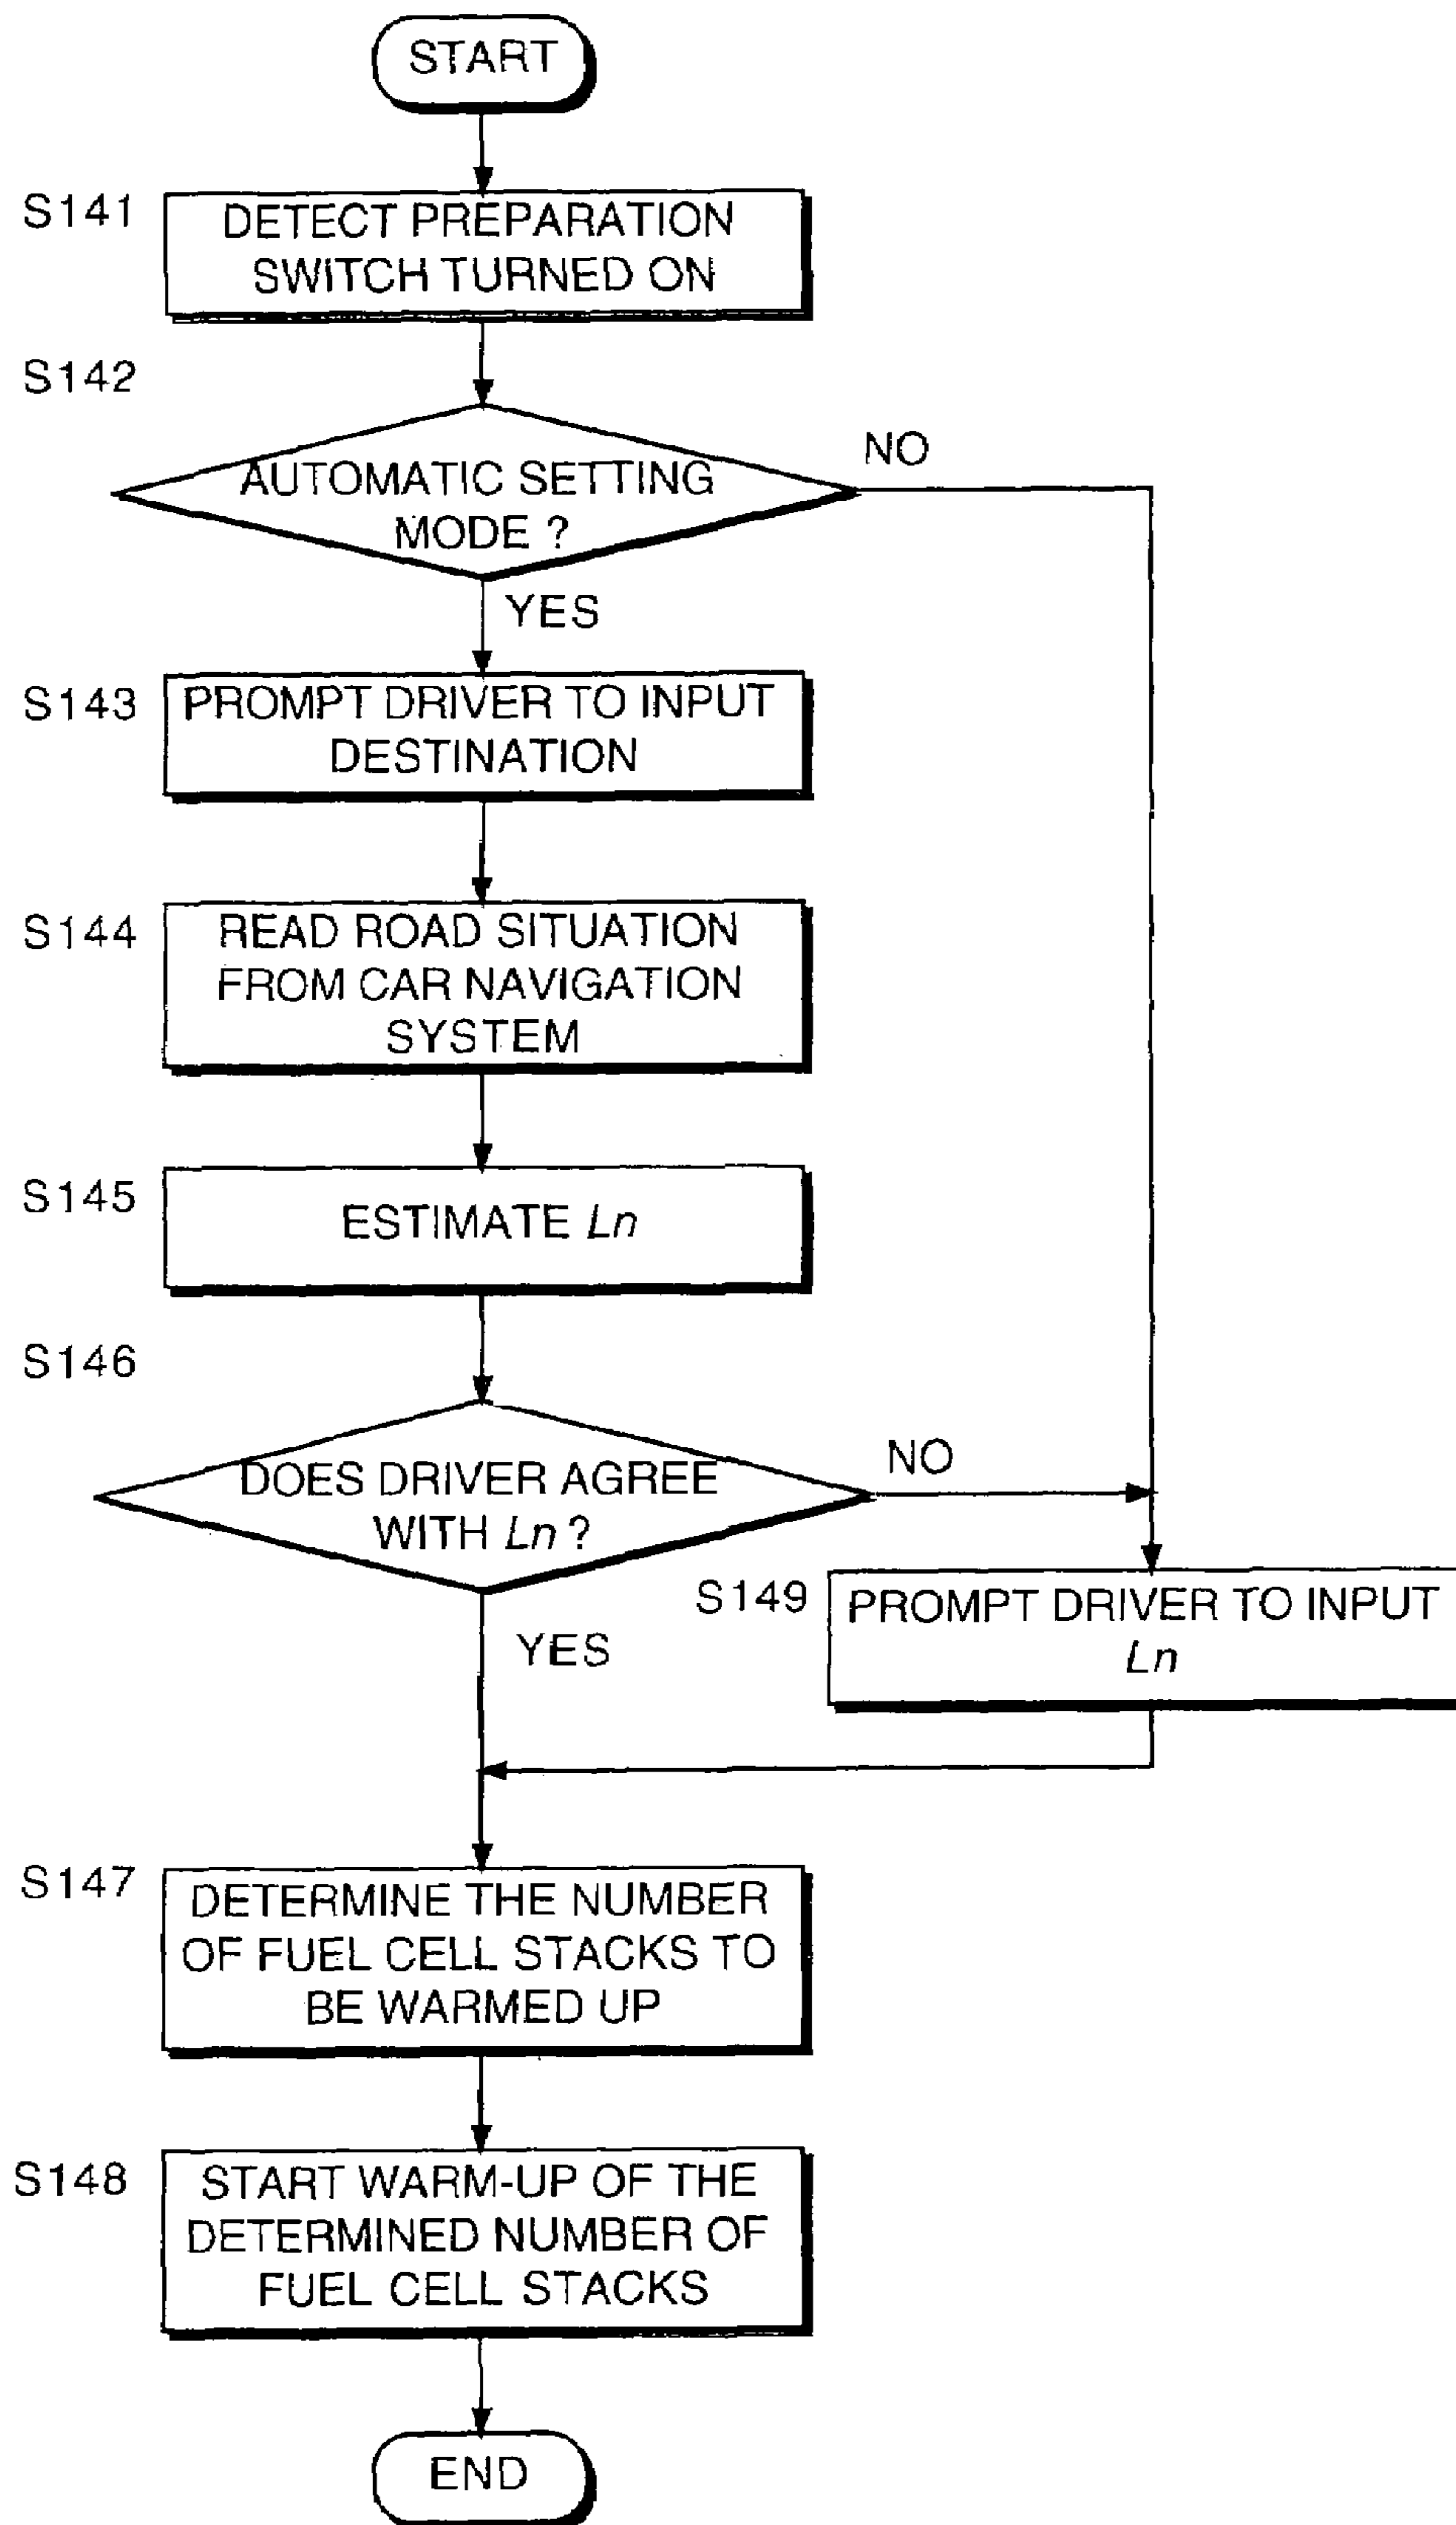 START
S141
DETECT PREPARATION
SWITCH TURNED ON
S142
AUTOMATIC SETTING
MODE ?
NO
YES
S143
PROMPT DRIVER TO INPUT
DESTINATION
S144
READ ROAD SITUATION
FROM CAR NAVIGATION
SYSTEM
S145
ESTIMATE Ln
S146
DOES DRIVER AGREE
WITH Ln ?
NO
YES
S149
PROMPT DRIVER TO INPUT
Ln
S147
DETERMINE THE NUMBER
OF FUEL CELL STACKS TO
BE WARMED UP
S148
START WARM-UP OF THE
DETERMINED NUMBER OF
FUEL CELL STACKS
END